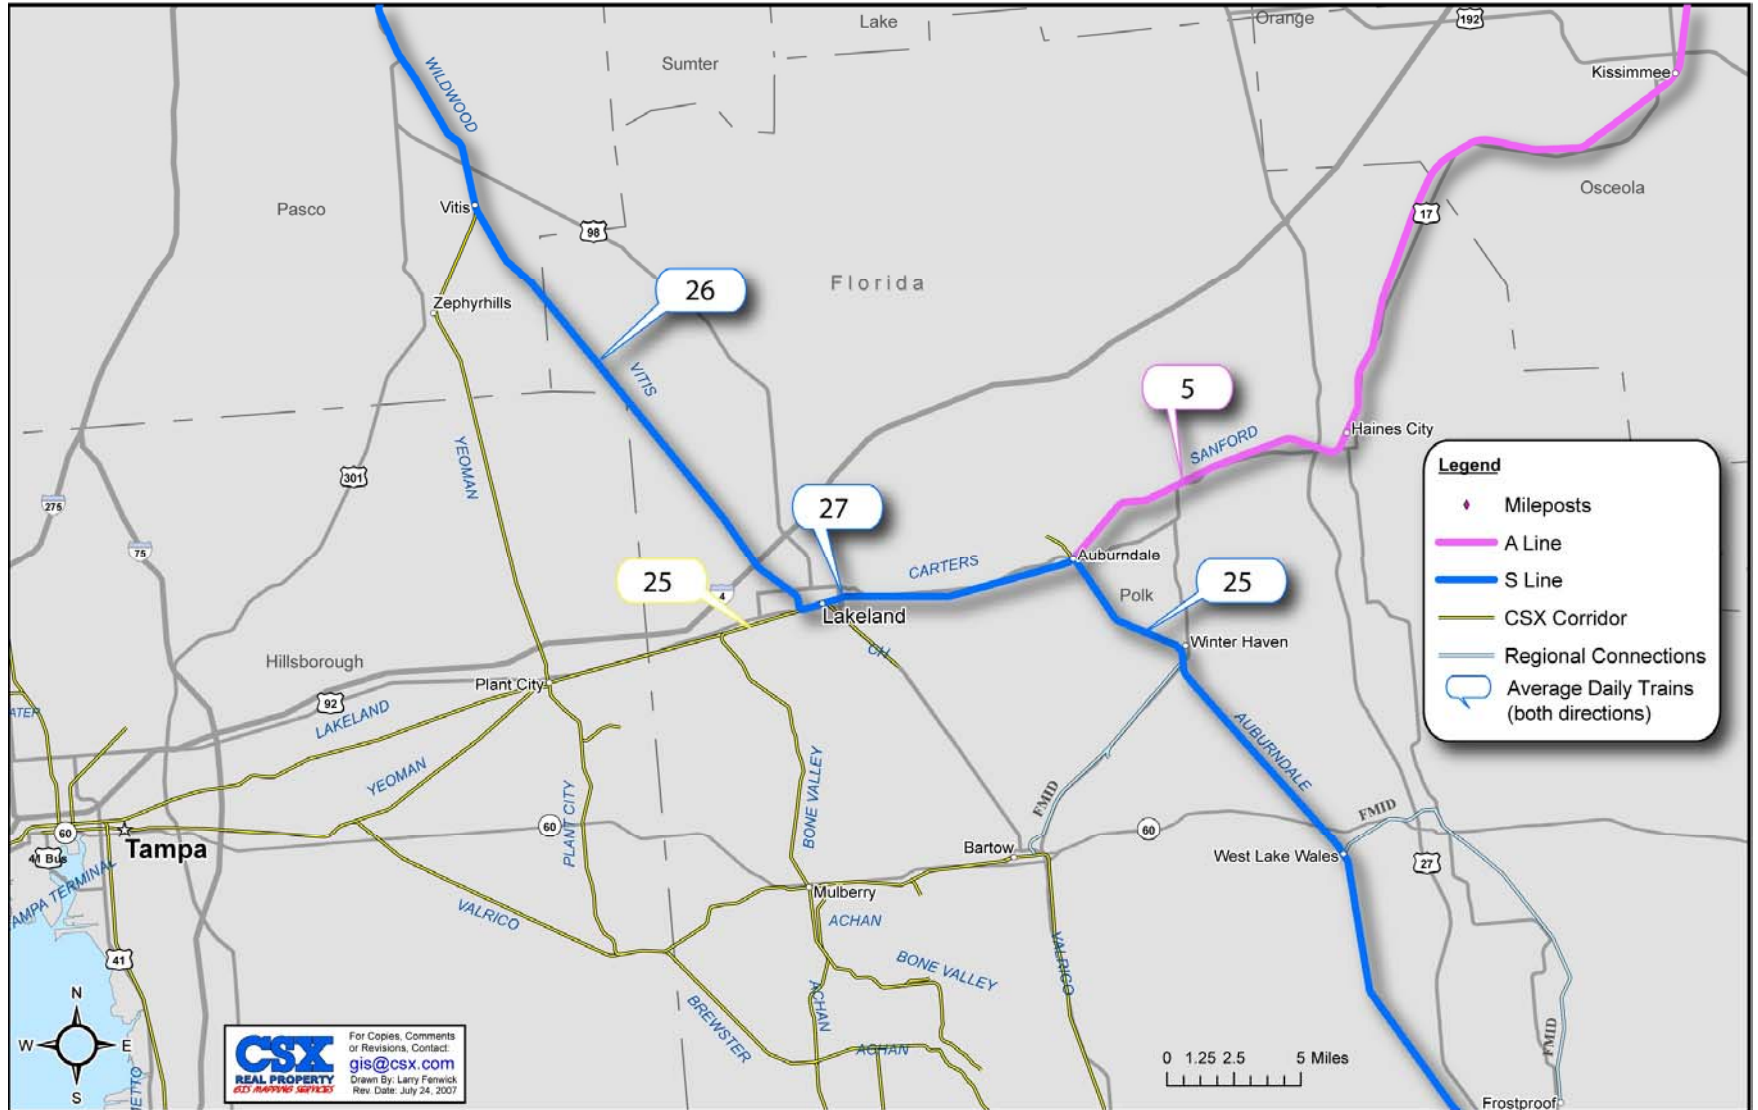 Lake
Orange
192
Sumter
WILDWOOD
Kissimmee
Pasco
Vitis
98
Osceola
17
Zephyrhills
26
Florida
VITIS
5
YEOMAN
SANFORD
Haines City
301
275
75
27
CARTERS
Auburndale
25
4
Lakeland
CH
Polk
25
Winter Haven
Hillsborough
Plant City
92
LAKELAND
YEOMAN
PLANT CITY
BONE VALLEY
AUBURNDALE
FMID
FMID
ATER
60
60
60
41 Bus
Tampa
AMPA TERMINAL
Bartow
West Lake Wales
27
Mulberry
VALRICO
ACHAN
BONE VALLEY
VALRICO
41
BREWSTER
ACHAN
ACHAN
FMID
METTO
Frostproof
Legend
Mileposts
A Line
S Line
CSX Corridor
Regional Connections
Average Daily Trains
(both directions)
N
W E
S
CSX
REAL PROPERTY
GIS MAPPING SERVICES
For Copies, Comments
or Revisions, Contact:
gis@csx.com
Drawn By: Larry Fenwick
Rev. Date: July 24, 2007
0 1.25 2.5 5 Miles